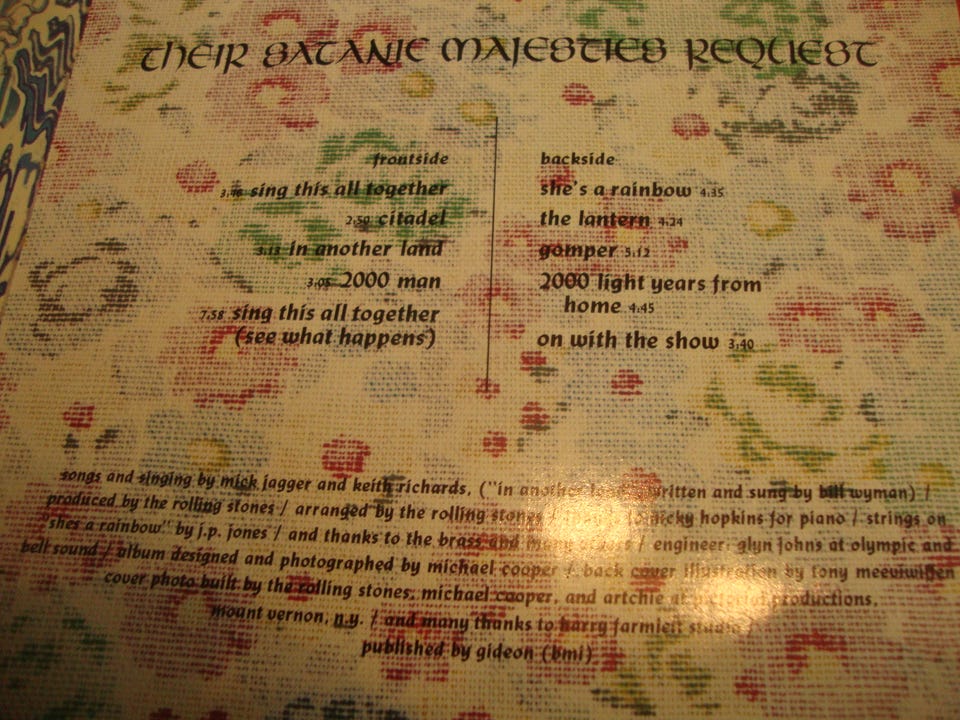 their satanic majesties request
frontside
sing this all together
2.50 citadel
3.13 in another land
3.05 2000 man
7.58 sing this all together
(see what happens)
backside
she's a rainbow 4.35
the lantern 4.24
gomper 5.12
2000 light years from
home 4.45
on with the show 3.40
songs and singing by mick jagger and keith richards, ("in another written and sung by bill wyman) /
produced by the rolling stones / arranged by the rolling stones / nicky hopkins for piano / strings on
"shes a rainbow" by j.p. jones / and thanks to the brass and many / engineer: glyn johns at olympic and
bell sound / album designed and photographed by michael cooper / back cover illustration by tony
cover photo built by the rolling stones, michael cooper, and artchie at pictorial productions,
mount vernon, n.y. / and many thanks to harry
published by gideon (bmi)